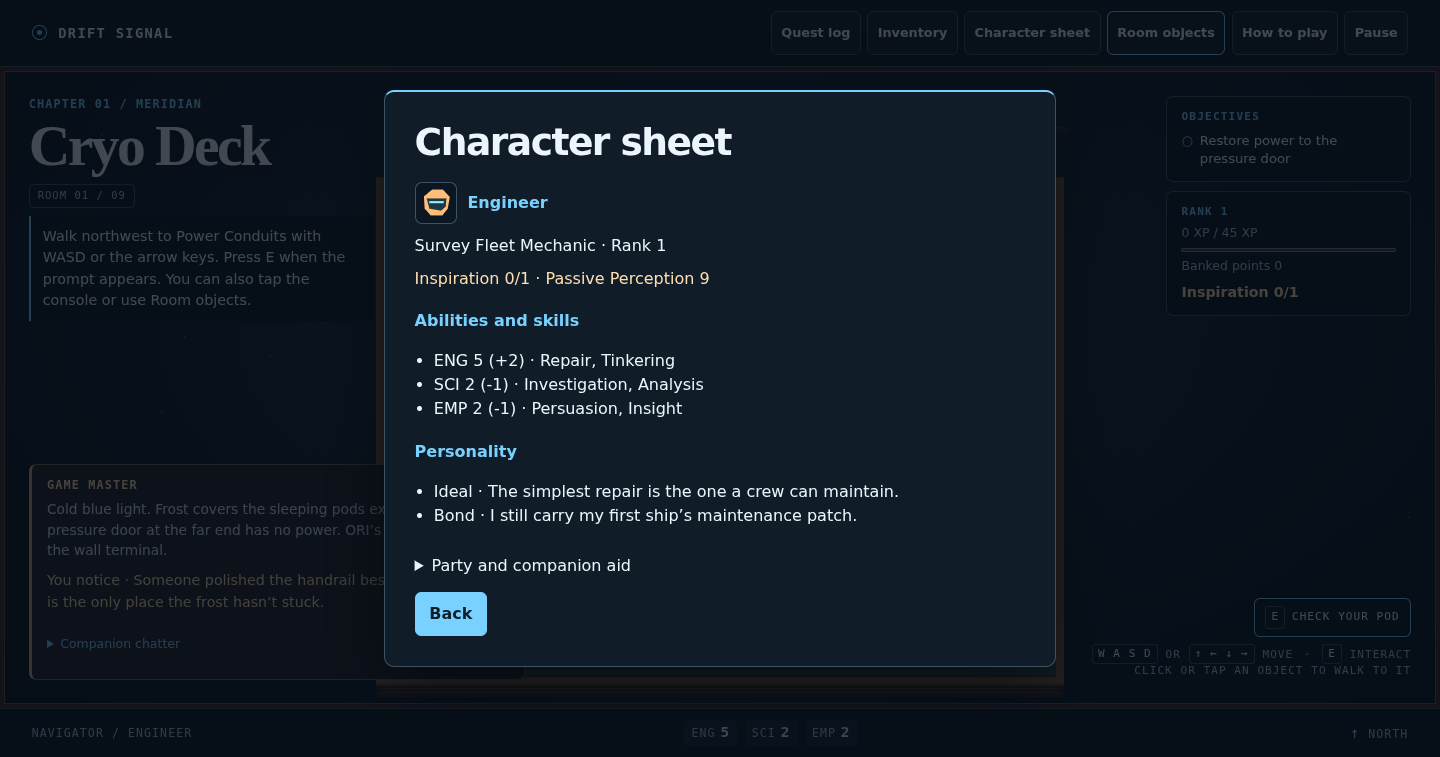 DRIFT SIGNAL
Quest log
Inventory
Character sheet
Room objects
How to play
Pause
CHAPTER 01 / MERIDIAN
Cryo Deck
ROOM 01 / 09
Walk northwest to Power Conduits with
WASD or the arrow keys. Press E when the
prompt appears. You can also tap the
console or use Room objects.
OBJECTIVES
Restore power to the
pressure door
RANK 1
0 XP / 45 XP
Banked points 0
Inspiration 0/1
Character sheet
Engineer
Survey Fleet Mechanic · Rank 1
Inspiration 0/1 · Passive Perception 9
Abilities and skills
• ENG 5 (+2) · Repair, Tinkering
• SCI 2 (-1) · Investigation, Analysis
• EMP 2 (-1) · Persuasion, Insight
Personality
• Ideal · The simplest repair is the one a crew can maintain.
• Bond · I still carry my first ship’s maintenance patch.
▶ Party and companion aid
Back
GAME MASTER
Cold blue light. Frost covers the sleeping pods
pressure door at the far end has no power. ORI’s
the wall terminal.
You notice · Someone polished the handrail
is the only place the frost hasn’t stuck.
▶ Companion chatter
E CHECK YOUR POD
W A S D OR ↑ ← ↓ → MOVE · E INTERACT
CLICK OR TAP AN OBJECT TO WALK TO IT
NAVIGATOR / ENGINEER
ENG 5 SCI 2 EMP 2
↑ NORTH